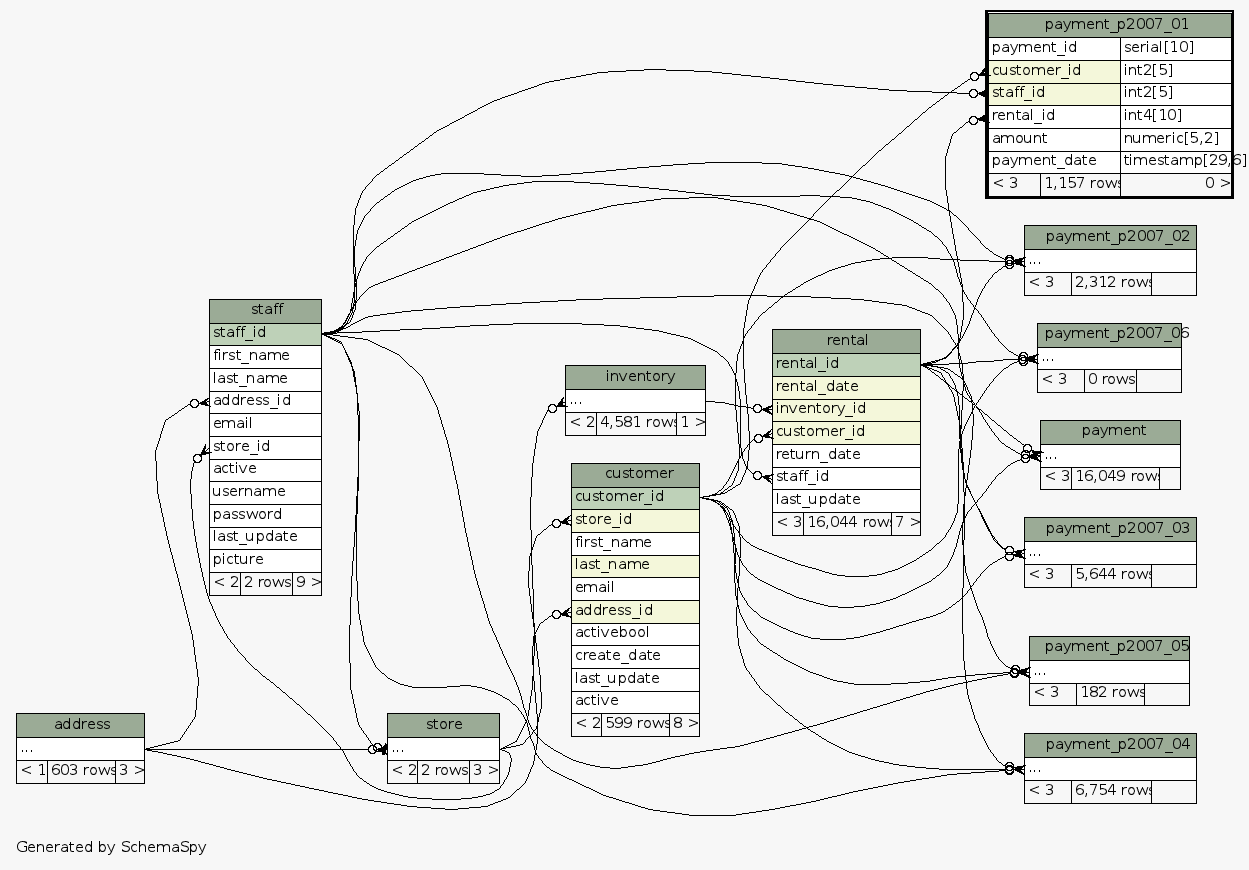 payment_p2007_01
payment_id serial[10]
customer_id int2[5]
staff_id int2[5]
rental_id int4[10]
amount numeric[5,2]
payment_date timestamp[29,6]
< 3 1,157 rows 0 >
payment_p2007_02
...
< 3 2,312 rows
staff
staff_id
first_name
last_name
address_id
email
store_id
active
username
password
last_update
picture
< 2 2 rows 9 >
inventory
...
< 2 4,581 rows 1 >
rental
rental_id
rental_date
inventory_id
customer_id
return_date
staff_id
last_update
< 3 16,044 rows 7 >
payment_p2007_06
...
< 3 0 rows
payment
...
< 3 16,049 rows
customer
customer_id
store_id
first_name
last_name
email
address_id
activebool
create_date
last_update
active
< 2 599 rows 8 >
payment_p2007_03
...
< 3 5,644 rows
payment_p2007_05
...
< 3 182 rows
address
...
< 1 603 rows 3 >
store
...
< 2 2 rows 3 >
payment_p2007_04
...
< 3 6,754 rows
Generated by SchemaSpy